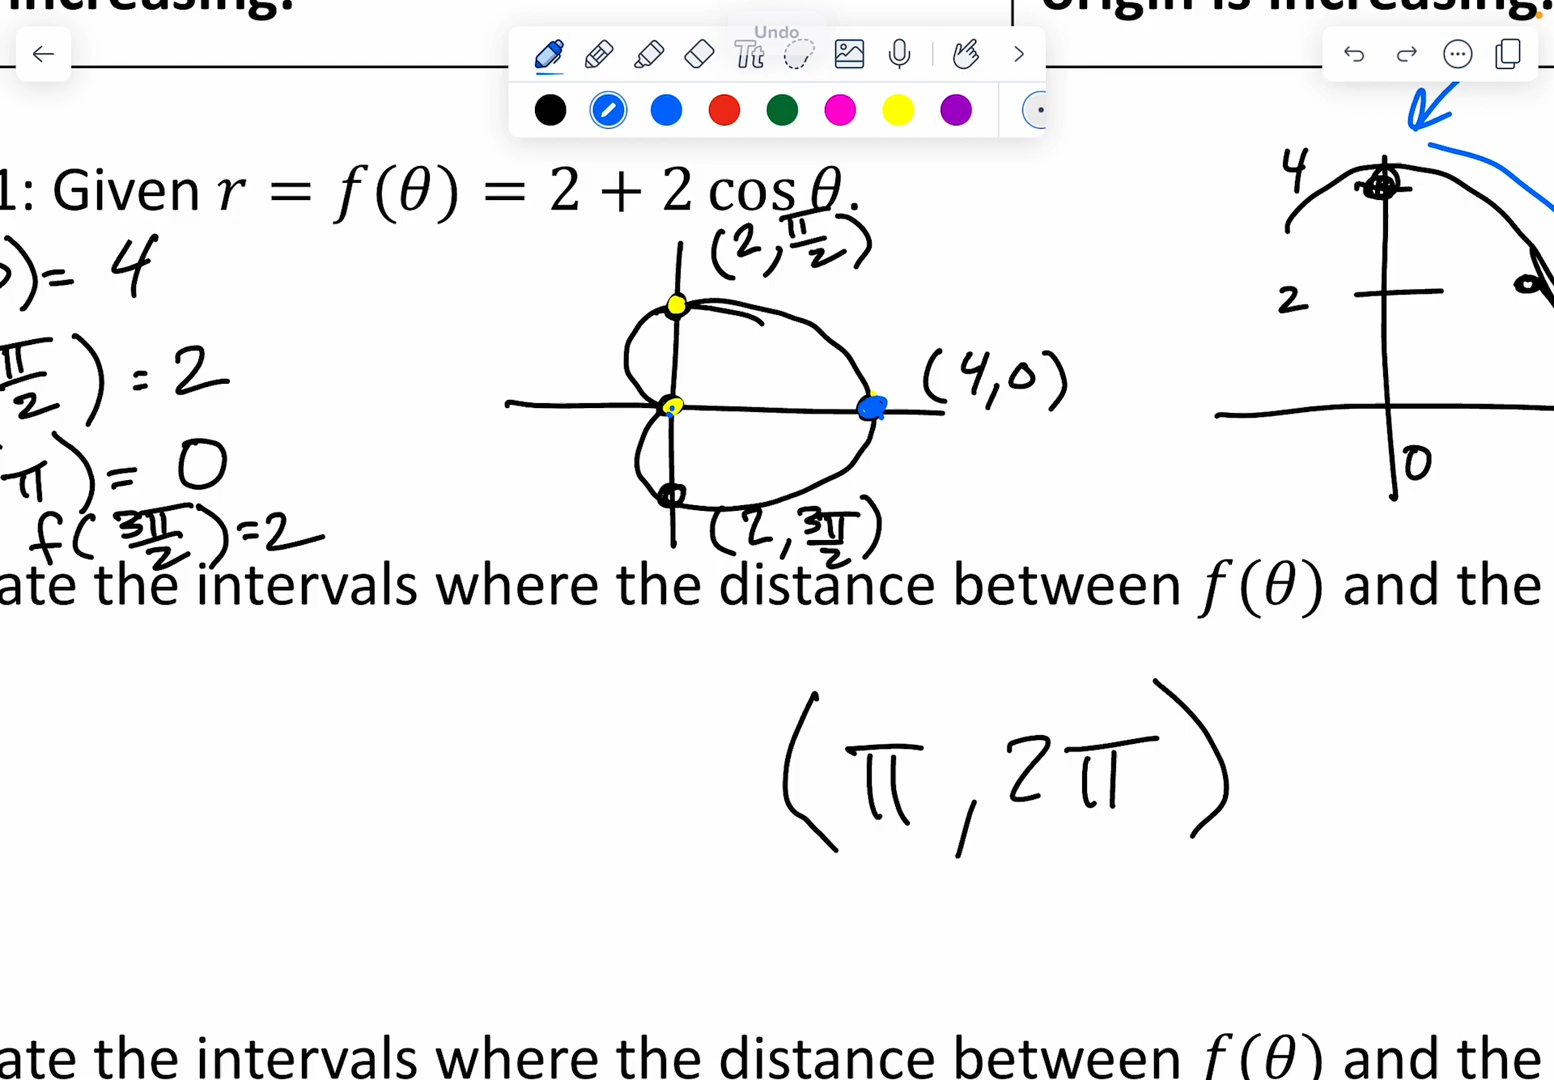 increasing.
origin is increasing.
Undo
Tt
1: Given r = f(θ) = 2 + 2 cos θ.
)= 4
(2, π/2)
4
π/2) = 2
(4,0)
2
π) = 0
0
f(3π/2)=2
(2, 3π/2)
ate the intervals where the distance between f(θ) and the
(π, 2π)
ate the intervals where the distance between f(θ) and the